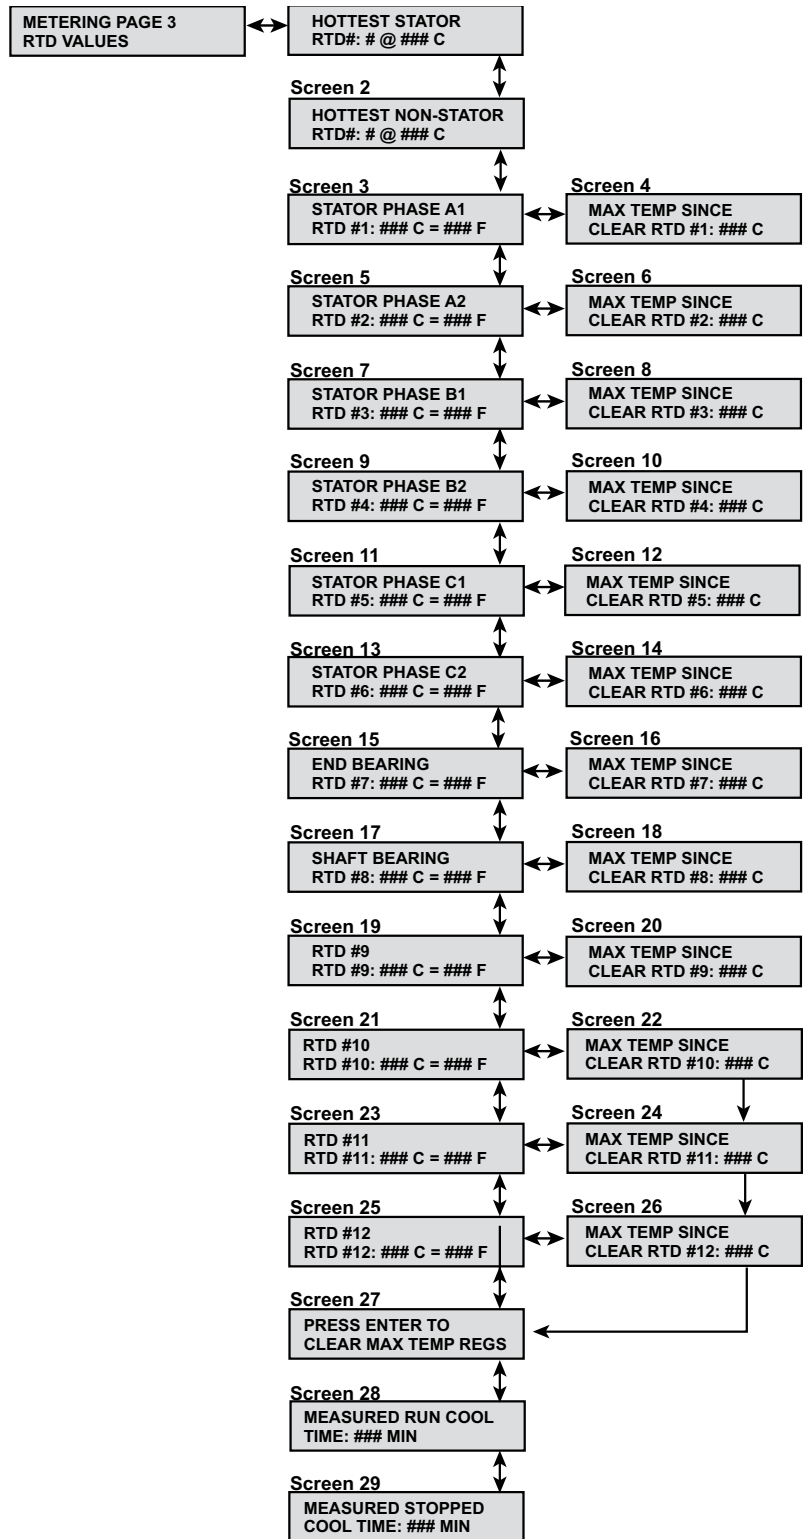 METERING PAGE 3
RTD VALUES
HOTTEST STATOR
RTD#: # @ ### C
Screen 2
HOTTEST NON-STATOR
RTD#: # @ ### C
Screen 3
STATOR PHASE A1
RTD #1: ### C = ### F
Screen 4
MAX TEMP SINCE
CLEAR RTD #1: ### C
Screen 5
STATOR PHASE A2
RTD #2: ### C = ### F
Screen 6
MAX TEMP SINCE
CLEAR RTD #2: ### C
Screen 7
STATOR PHASE B1
RTD #3: ### C = ### F
Screen 8
MAX TEMP SINCE
CLEAR RTD #3: ### C
Screen 9
STATOR PHASE B2
RTD #4: ### C = ### F
Screen 10
MAX TEMP SINCE
CLEAR RTD #4: ### C
Screen 11
STATOR PHASE C1
RTD #5: ### C = ### F
Screen 12
MAX TEMP SINCE
CLEAR RTD #5: ### C
Screen 13
STATOR PHASE C2
RTD #6: ### C = ### F
Screen 14
MAX TEMP SINCE
CLEAR RTD #6: ### C
Screen 15
END BEARING
RTD #7: ### C = ### F
Screen 16
MAX TEMP SINCE
CLEAR RTD #7: ### C
Screen 17
SHAFT BEARING
RTD #8: ### C = ### F
Screen 18
MAX TEMP SINCE
CLEAR RTD #8: ### C
Screen 19
RTD #9
RTD #9: ### C = ### F
Screen 20
MAX TEMP SINCE
CLEAR RTD #9: ### C
Screen 21
RTD #10
RTD #10: ### C = ### F
Screen 22
MAX TEMP SINCE
CLEAR RTD #10: ### C
Screen 23
RTD #11
RTD #11: ### C = ### F
Screen 24
MAX TEMP SINCE
CLEAR RTD #11: ### C
Screen 25
RTD #12
RTD #12: ### C = ### F
Screen 26
MAX TEMP SINCE
CLEAR RTD #12: ### C
Screen 27
PRESS ENTER TO
CLEAR MAX TEMP REGS
Screen 28
MEASURED RUN COOL
TIME: ### MIN
Screen 29
MEASURED STOPPED
COOL TIME: ### MIN